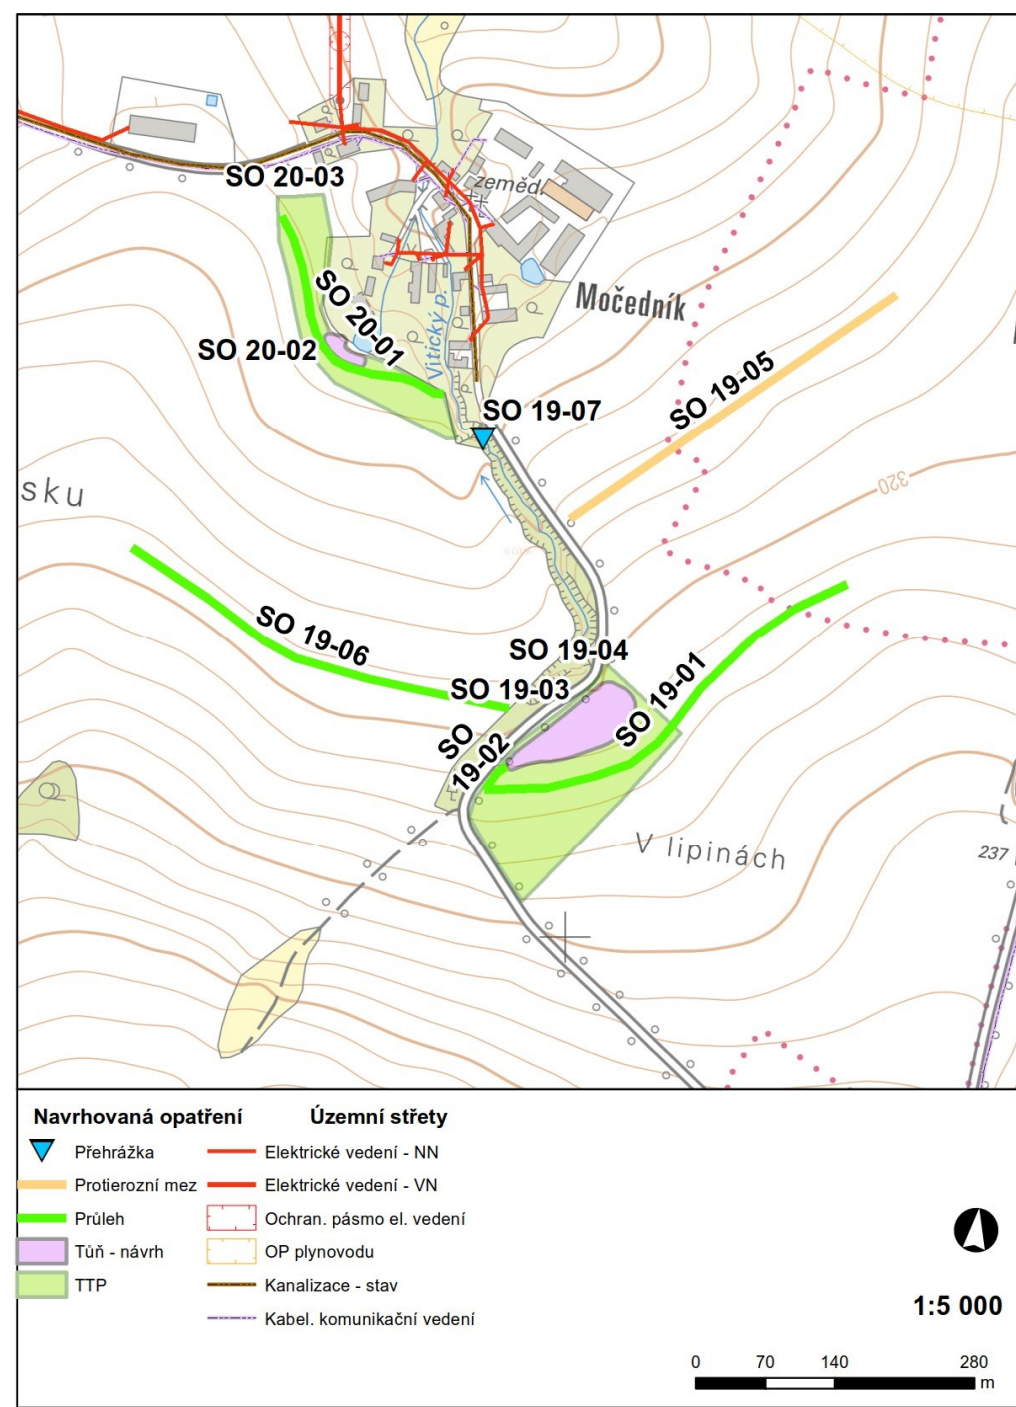 SO 20-03
zeměd.
SO 20-01
Vitický p.
Močedník
SO 20-02
SO 19-05
SO 19-07
320
sku
SO 19-06
SO 19-04
SO 19-03
SO 19-01
SO
19-02
V lipinách
237
Navrhovaná opatření
Přehrážka
Protierozní mez
Průleh
Tůň - návrh
TTP
Územní střety
Elektrické vedení - NN
Elektrické vedení - VN
Ochran. pásmo el. vedení
OP plynovodu
Kanalizace - stav
Kabel. komunikační vedení
1:5 000
0 70 140 280
m